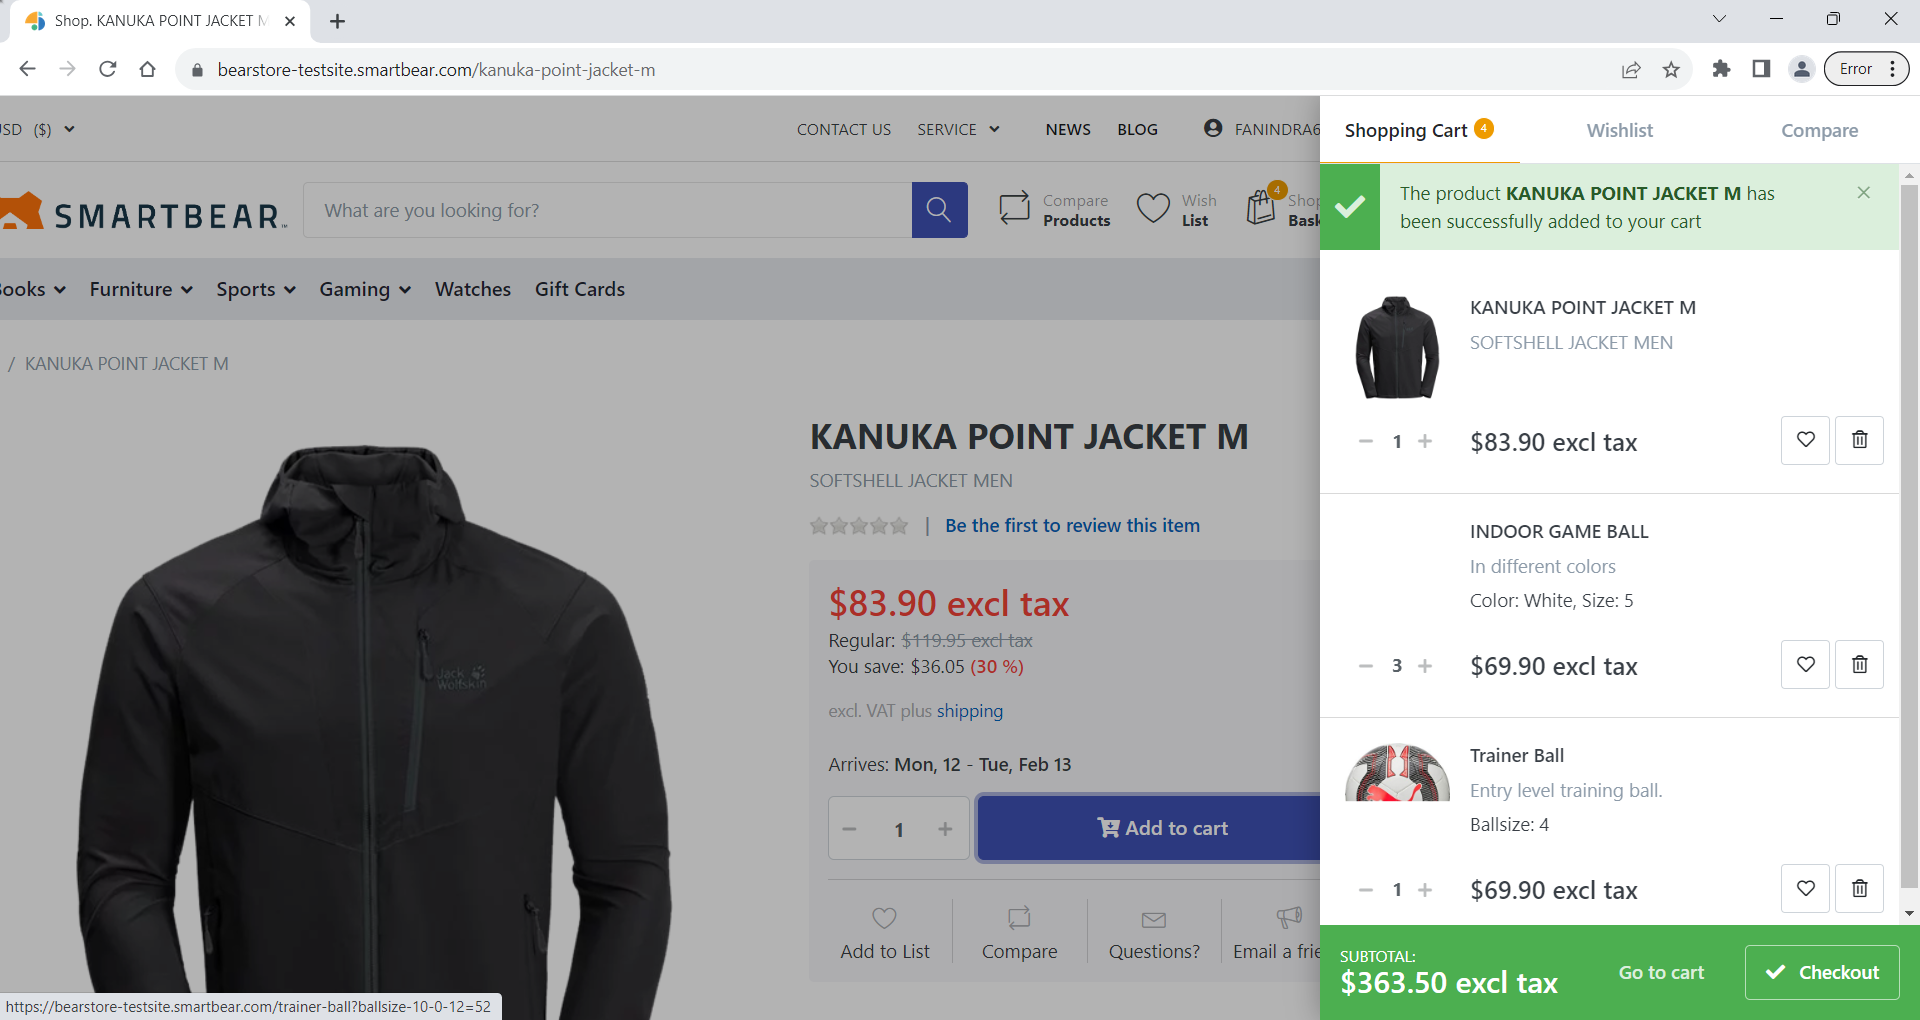 Shop. KANUKA POINT JACKET M
bearstore-testsite.smartbear.com/kanuka-point-jacket-m
Error
SD ($)
CONTACT US
SERVICE
NEWS
BLOG
FANINDRA6
SMARTBEAR™
What are you looking for?
Compare
Products
Wish
List
4
Shop
Bask
ooks
Furniture
Sports
Gaming
Watches
Gift Cards
/ KANUKA POINT JACKET M
Jack
Wolfskin
KANUKA POINT JACKET M
SOFTSHELL JACKET MEN
| Be the first to review this item
$83.90 excl tax
Regular: $119.95 excl tax
You save: $36.05 (30 %)
excl. VAT plus shipping
Arrives: Mon, 12 - Tue, Feb 13
− 1 +
Add to cart
Add to List
Compare
Questions?
Email a frie
https://bearstore-testsite.smartbear.com/trainer-ball?ballsize-10-0-12=52
Shopping Cart 4
Wishlist
Compare
The product KANUKA POINT JACKET M has
been successfully added to your cart
KANUKA POINT JACKET M
SOFTSHELL JACKET MEN
− 1 + $83.90 excl tax
INDOOR GAME BALL
In different colors
Color: White, Size: 5
− 3 + $69.90 excl tax
Trainer Ball
Entry level training ball.
Ballsize: 4
− 1 + $69.90 excl tax
SUBTOTAL:
$363.50 excl tax
Go to cart
Checkout